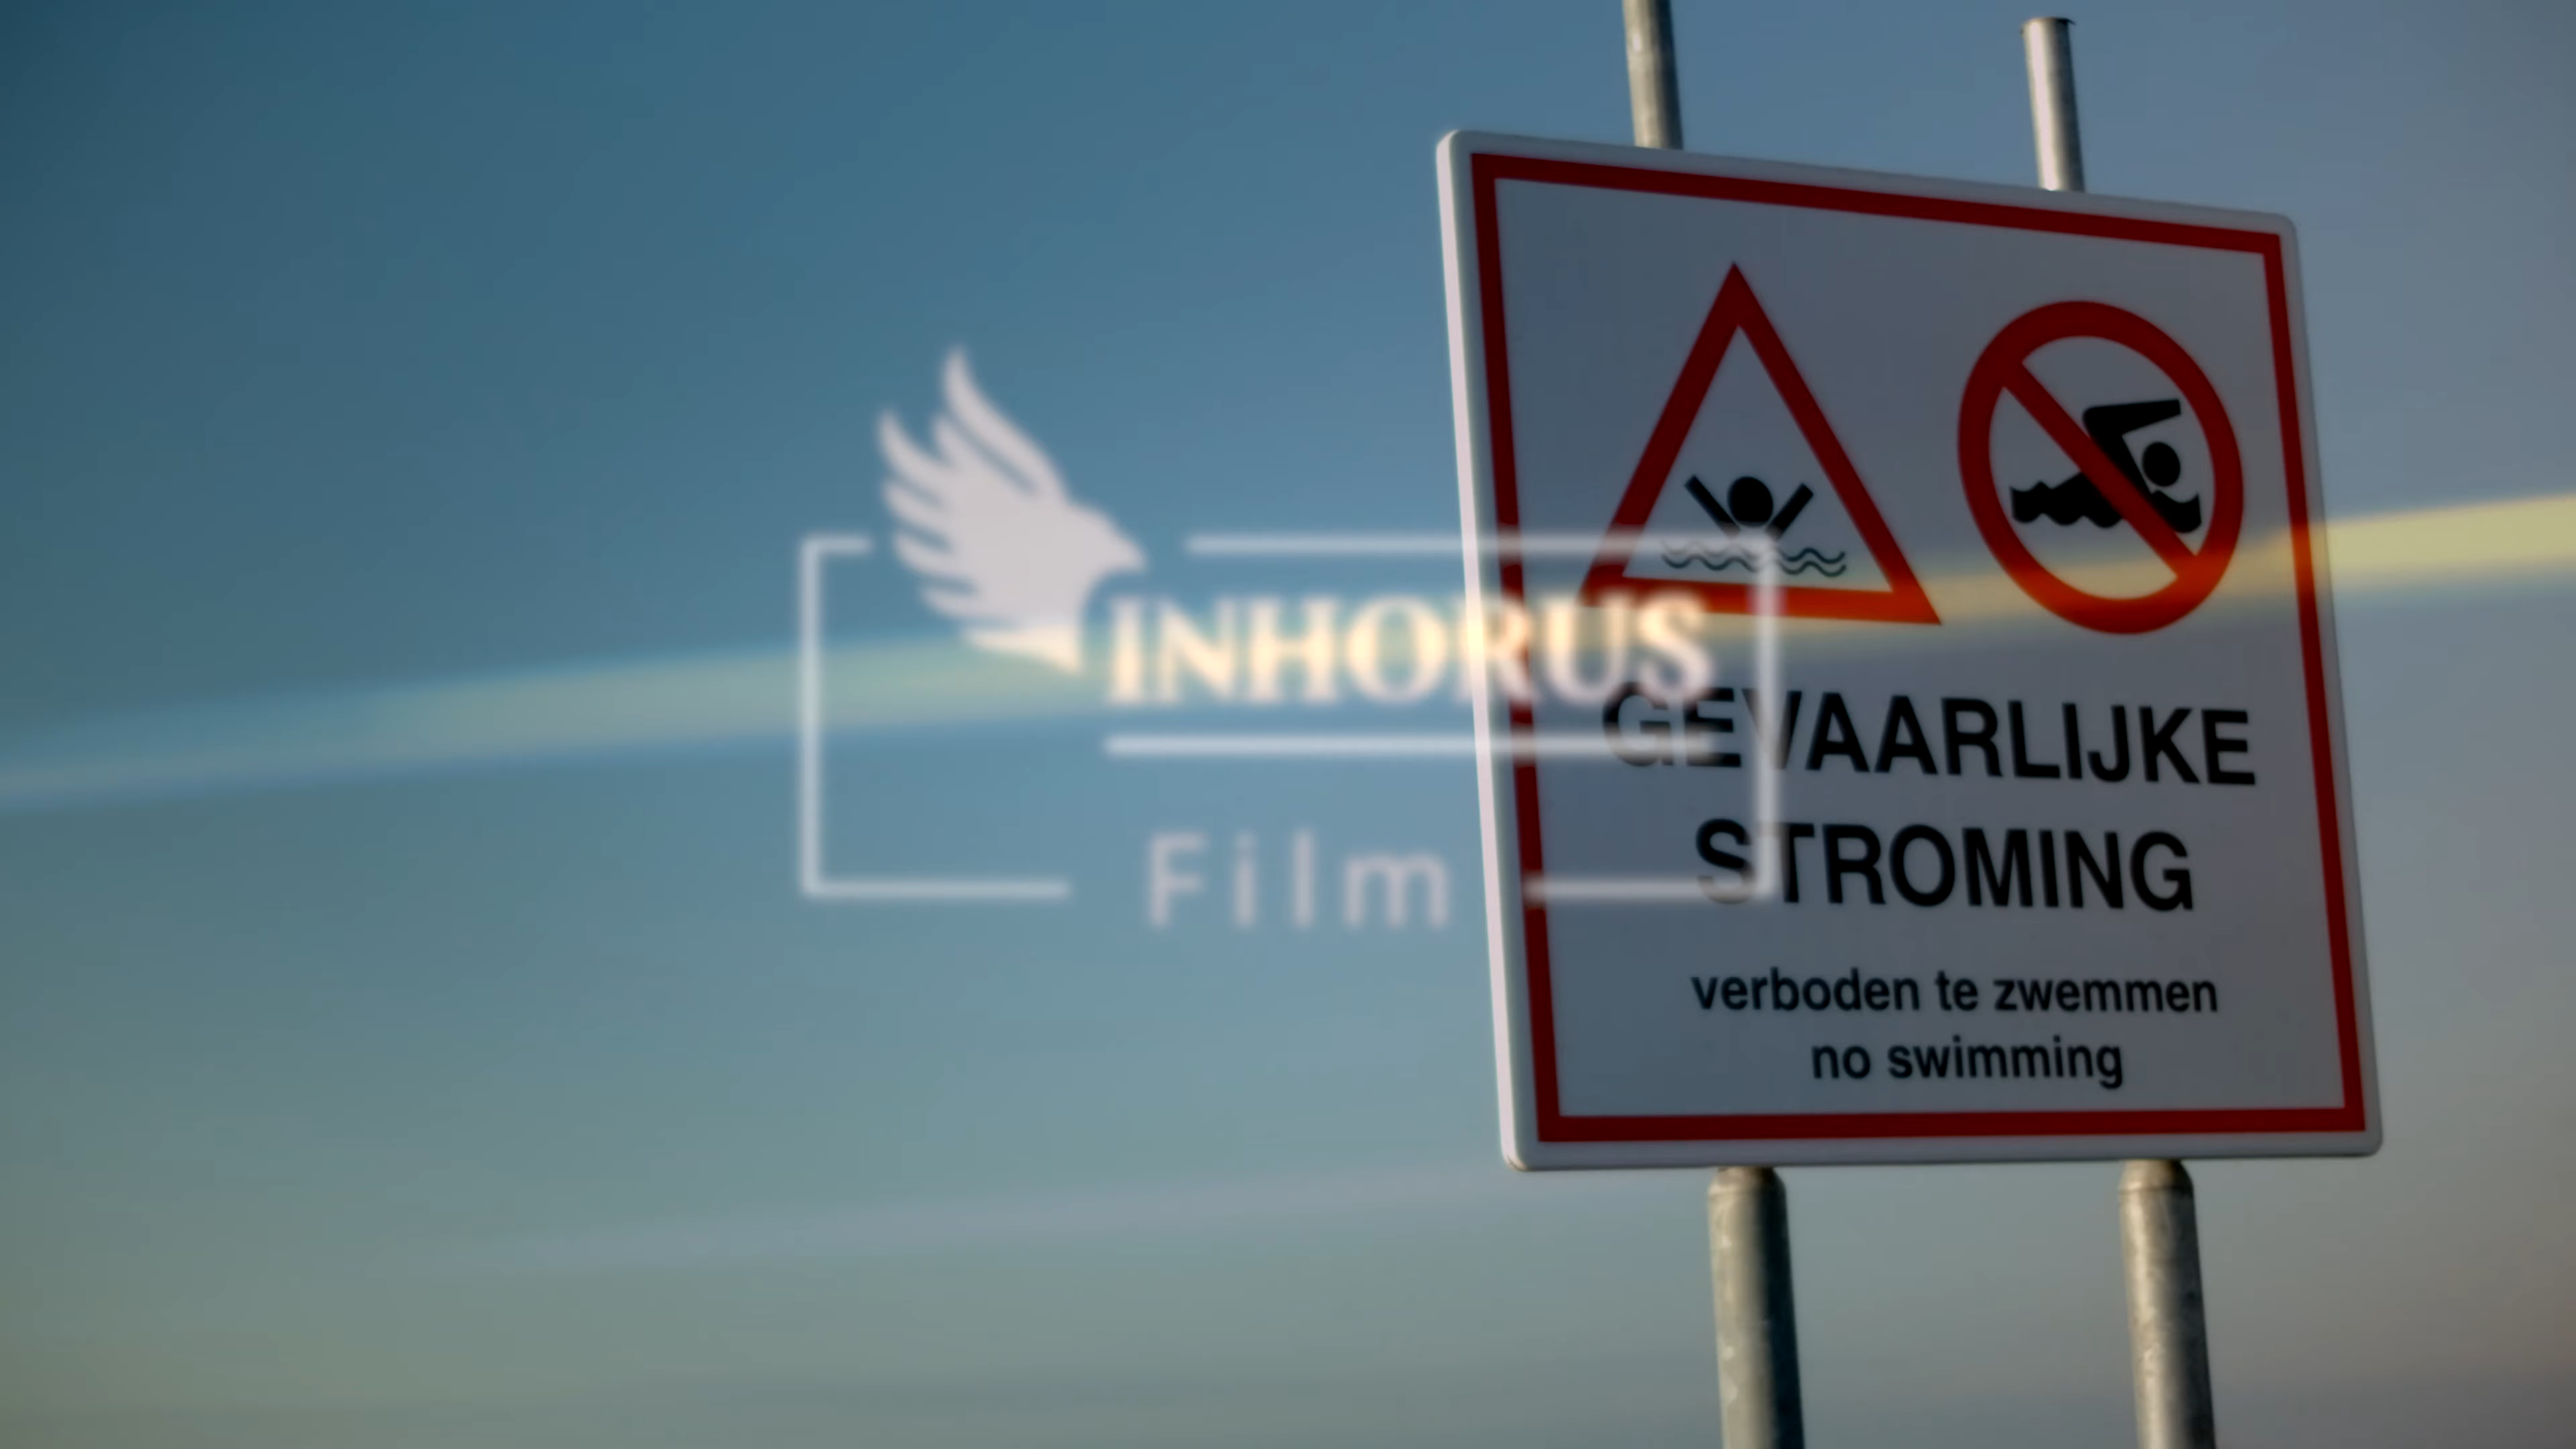 INHORUS
Film
GEVAARLIJKE
STROMING
verboden te zwemmen
no swimming